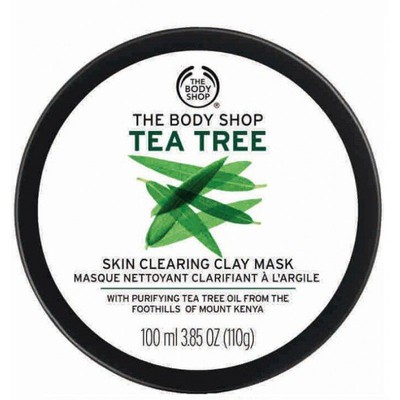 THE
BODY
SHOP
THE BODY SHOP
TEA TREE
SKIN CLEARING CLAY MASK
MASQUE NETTOYANT CLARIFIANT À L'ARGILE
WITH PURIFYING TEA TREE OIL FROM THE
FOOTHILLS OF MOUNT KENYA
100 ml 3.85 OZ (110g)